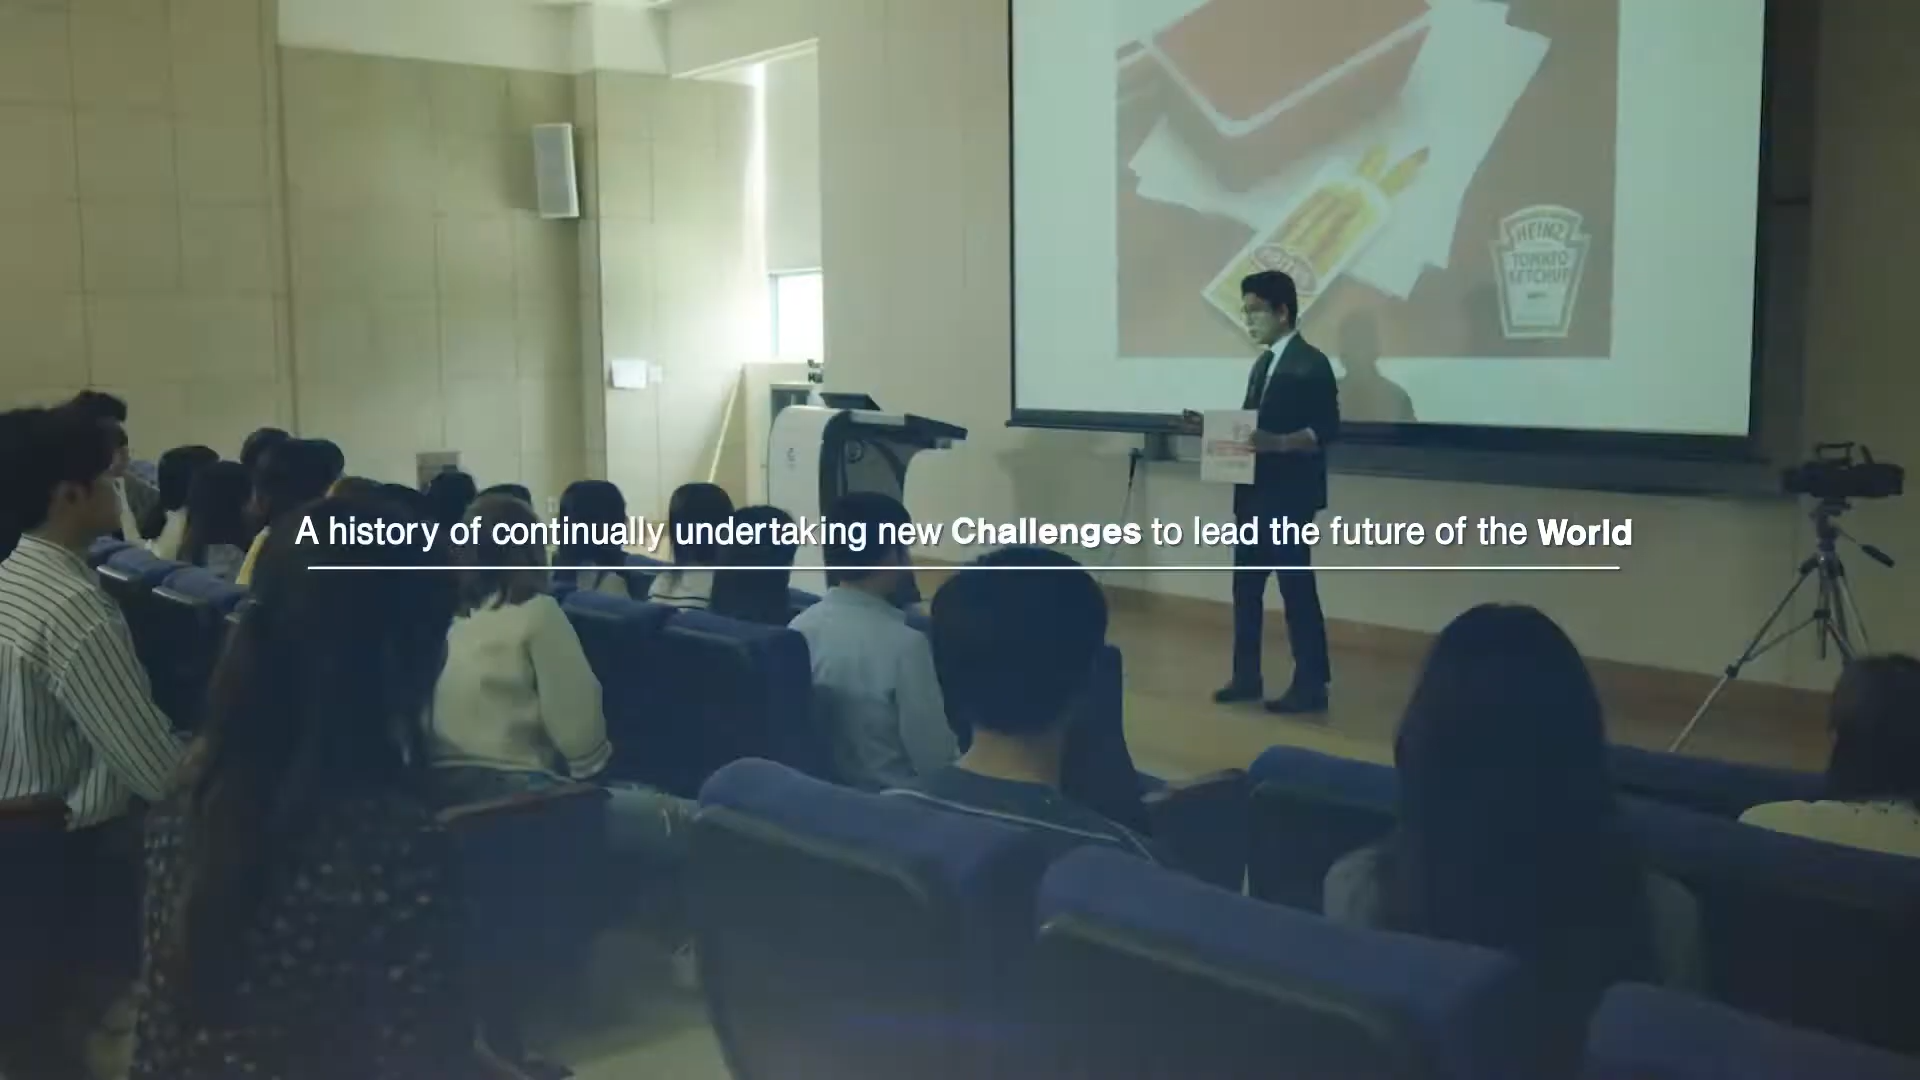 HEINZ
TOMATO
KETCHUP
A history of continually undertaking new Challenges to lead the future of the World